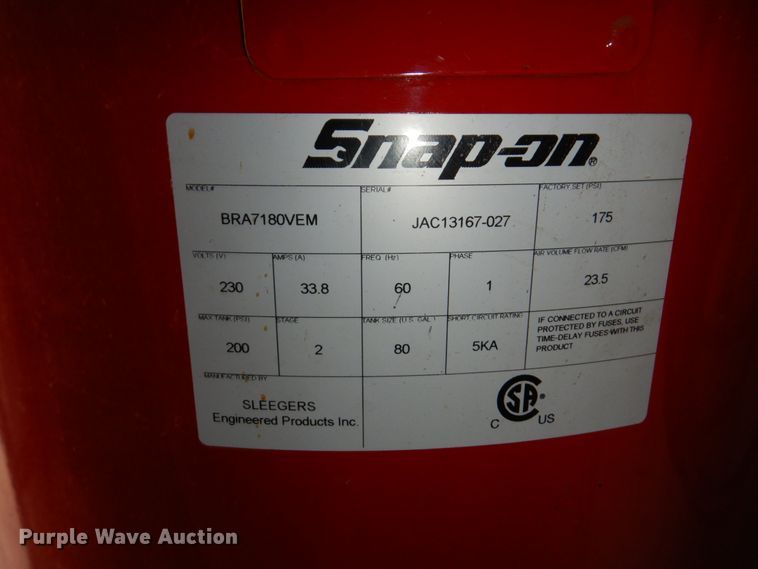 Snap-on®
MODEL# SERIAL# FACTORY SET (PSI)
BRA7180VEM JAC13167-027 175
VOLTS (V) AMPS (A) FREQ. (Hz) PHASE AIR VOLUME FLOW RATE (CFM)
230 33.8 60 1 23.5
MAX TANK (PSI) STAGE TANK SIZE (U.S. GAL.) SHORT CIRCUIT RATING
200 2 80 5KA
IF CONNECTED TO A CIRCUIT
PROTECTED BY FUSES, USE
TIME-DELAY FUSES WITH THIS
PRODUCT
MANUFACTURED BY
SLEEGERS
Engineered Products Inc.
CSA®
C US
Purple Wave Auction